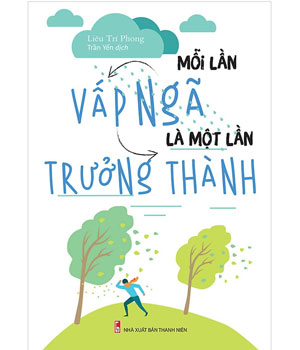 Liêu Trí Phong
Trần Yến dịch
MỖI LẦN
VẤP NGÃ
LÀ MỘT LẦN
TRƯỞNG THÀNH
NHÀ XUẤT BẢN THANH NIÊN